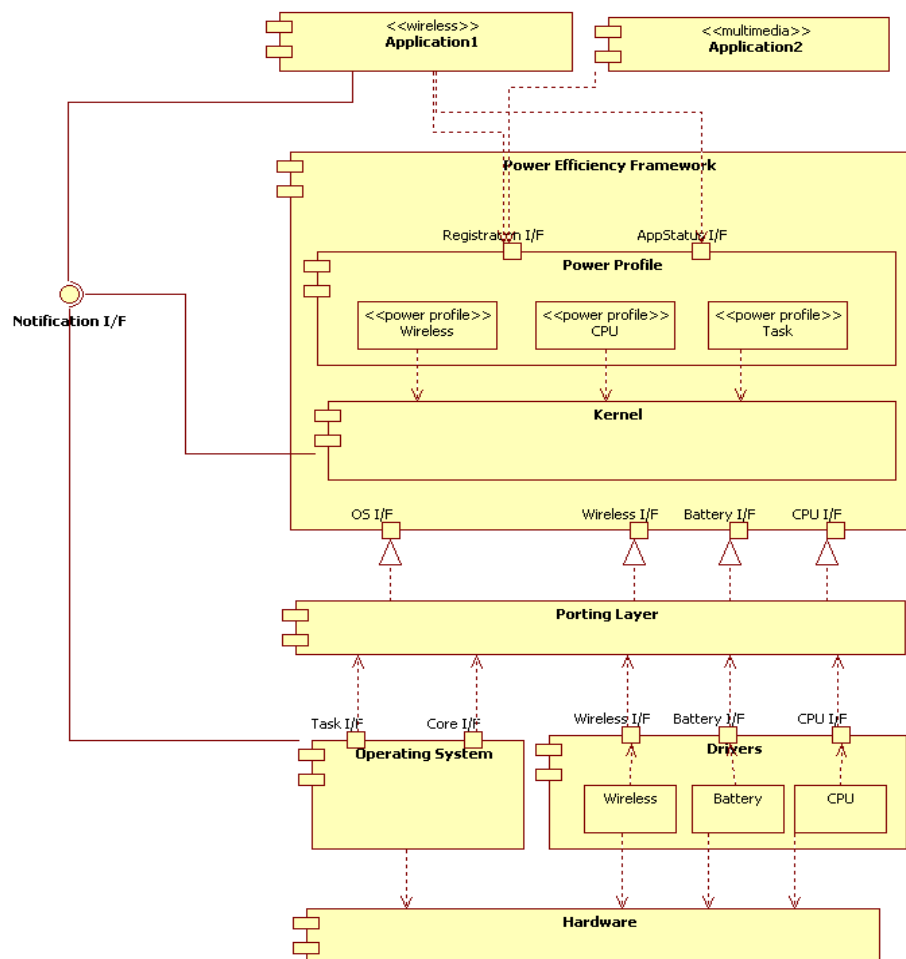 <<wireless>>
Application1
<<multimedia>>
Application2
Power Efficiency Framework
Registration I/F
AppStatus I/F
Power Profile
<<power profile>>
Wireless
<<power profile>>
CPU
<<power profile>>
Task
Notification I/F
Kernel
OS I/F
Wireless I/F
Battery I/F
CPU I/F
Porting Layer
Task I/F
Core I/F
Operating System
Wireless I/F
Battery I/F
CPU I/F
Drivers
Wireless
Battery
CPU
Hardware